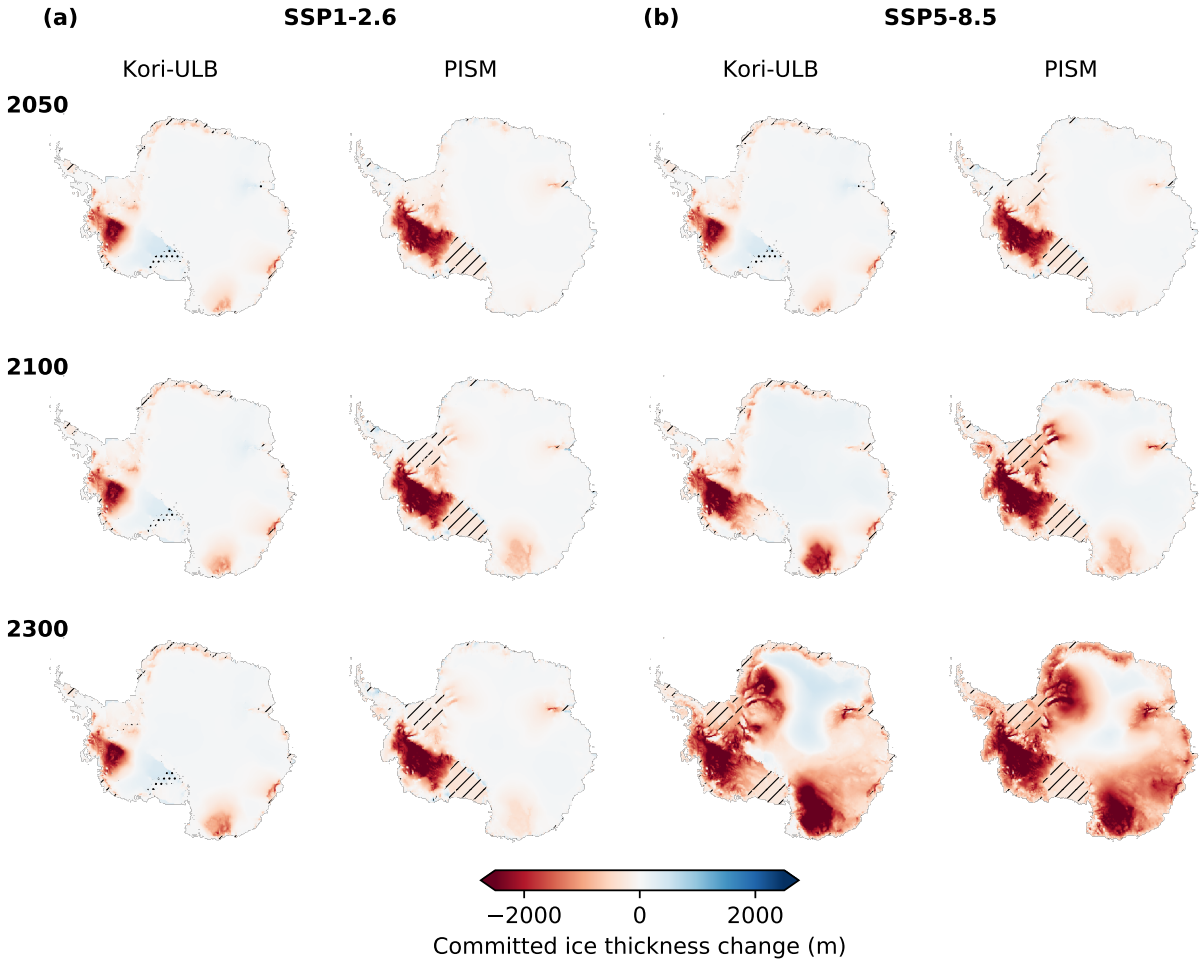 (a) SSP1-2.6 (b) SSP5-8.5
Kori-ULB PISM Kori-ULB PISM
2050
2100
2300
−2000 0 2000
Committed ice thickness change (m)